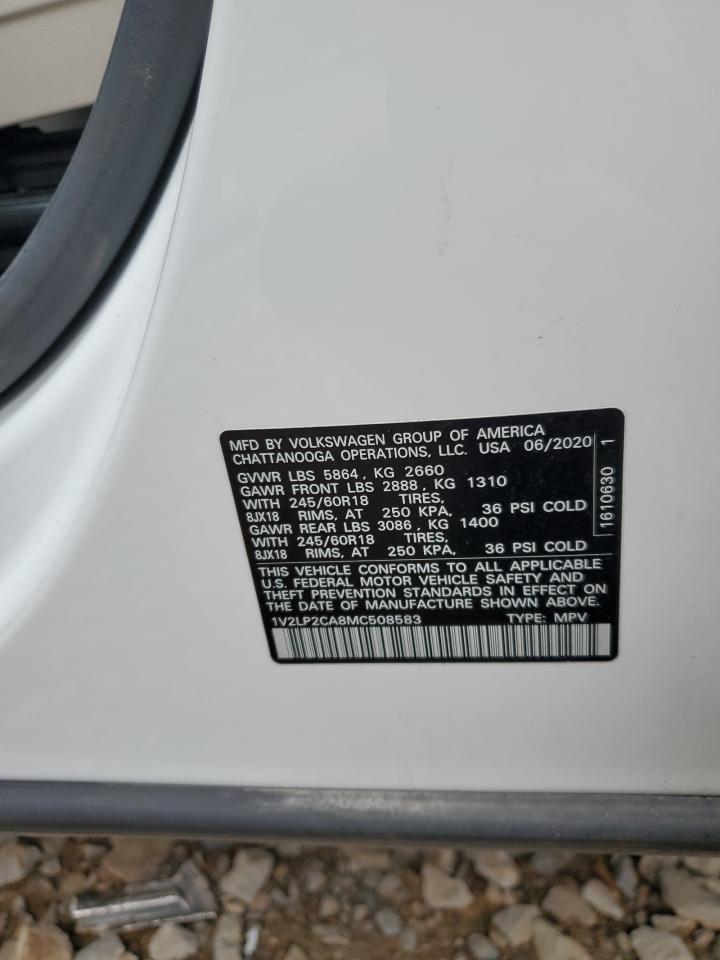 MFD BY VOLKSWAGEN GROUP OF AMERICA
CHATTANOOGA OPERATIONS, LLC. USA 06/2020
GVWR LBS 5864, KG 2660
GAWR FRONT LBS 2888, KG 1310
WITH 245/60R18 TIRES,
8JX18 RIMS, AT 250 KPA, 36 PSI COLD
GAWR REAR LBS 3086, KG 1400
WITH 245/60R18 TIRES,
8JX18 RIMS, AT 250 KPA, 36 PSI COLD
THIS VEHICLE CONFORMS TO ALL APPLICABLE
U.S. FEDERAL MOTOR VEHICLE SAFETY AND
THEFT PREVENTION STANDARDS IN EFFECT ON
THE DATE OF MANUFACTURE SHOWN ABOVE.
1V2LP2CA8MC508583 TYPE: MPV
1610630 1